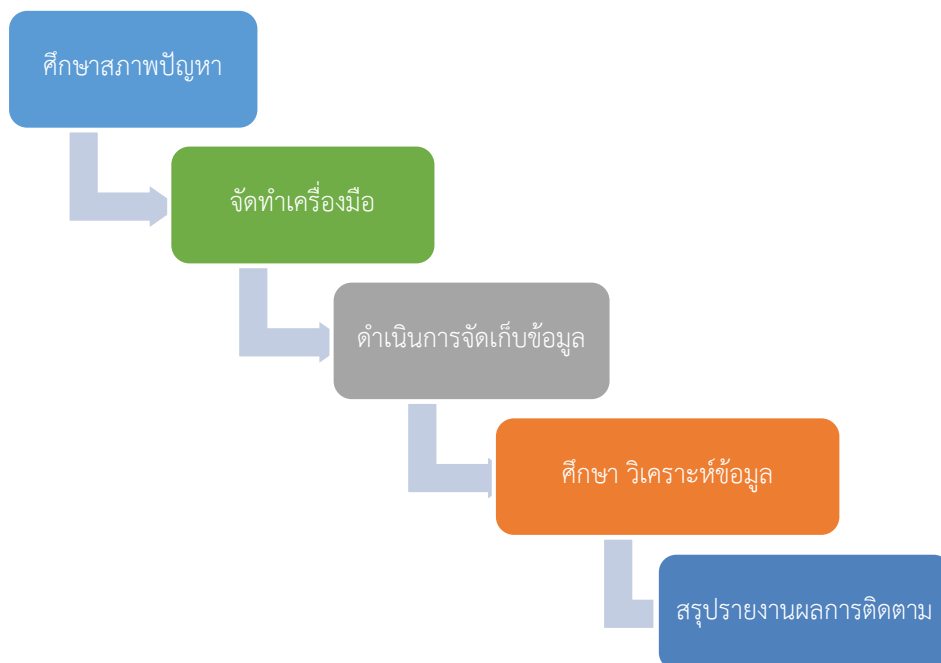 ศึกษาสภาพปัญหา
จัดทำเครื่องมือ
ดำเนินการจัดเก็บข้อมูล
ศึกษา วิเคราะห์ข้อมูล
สรุปรายงานผลการติดตาม